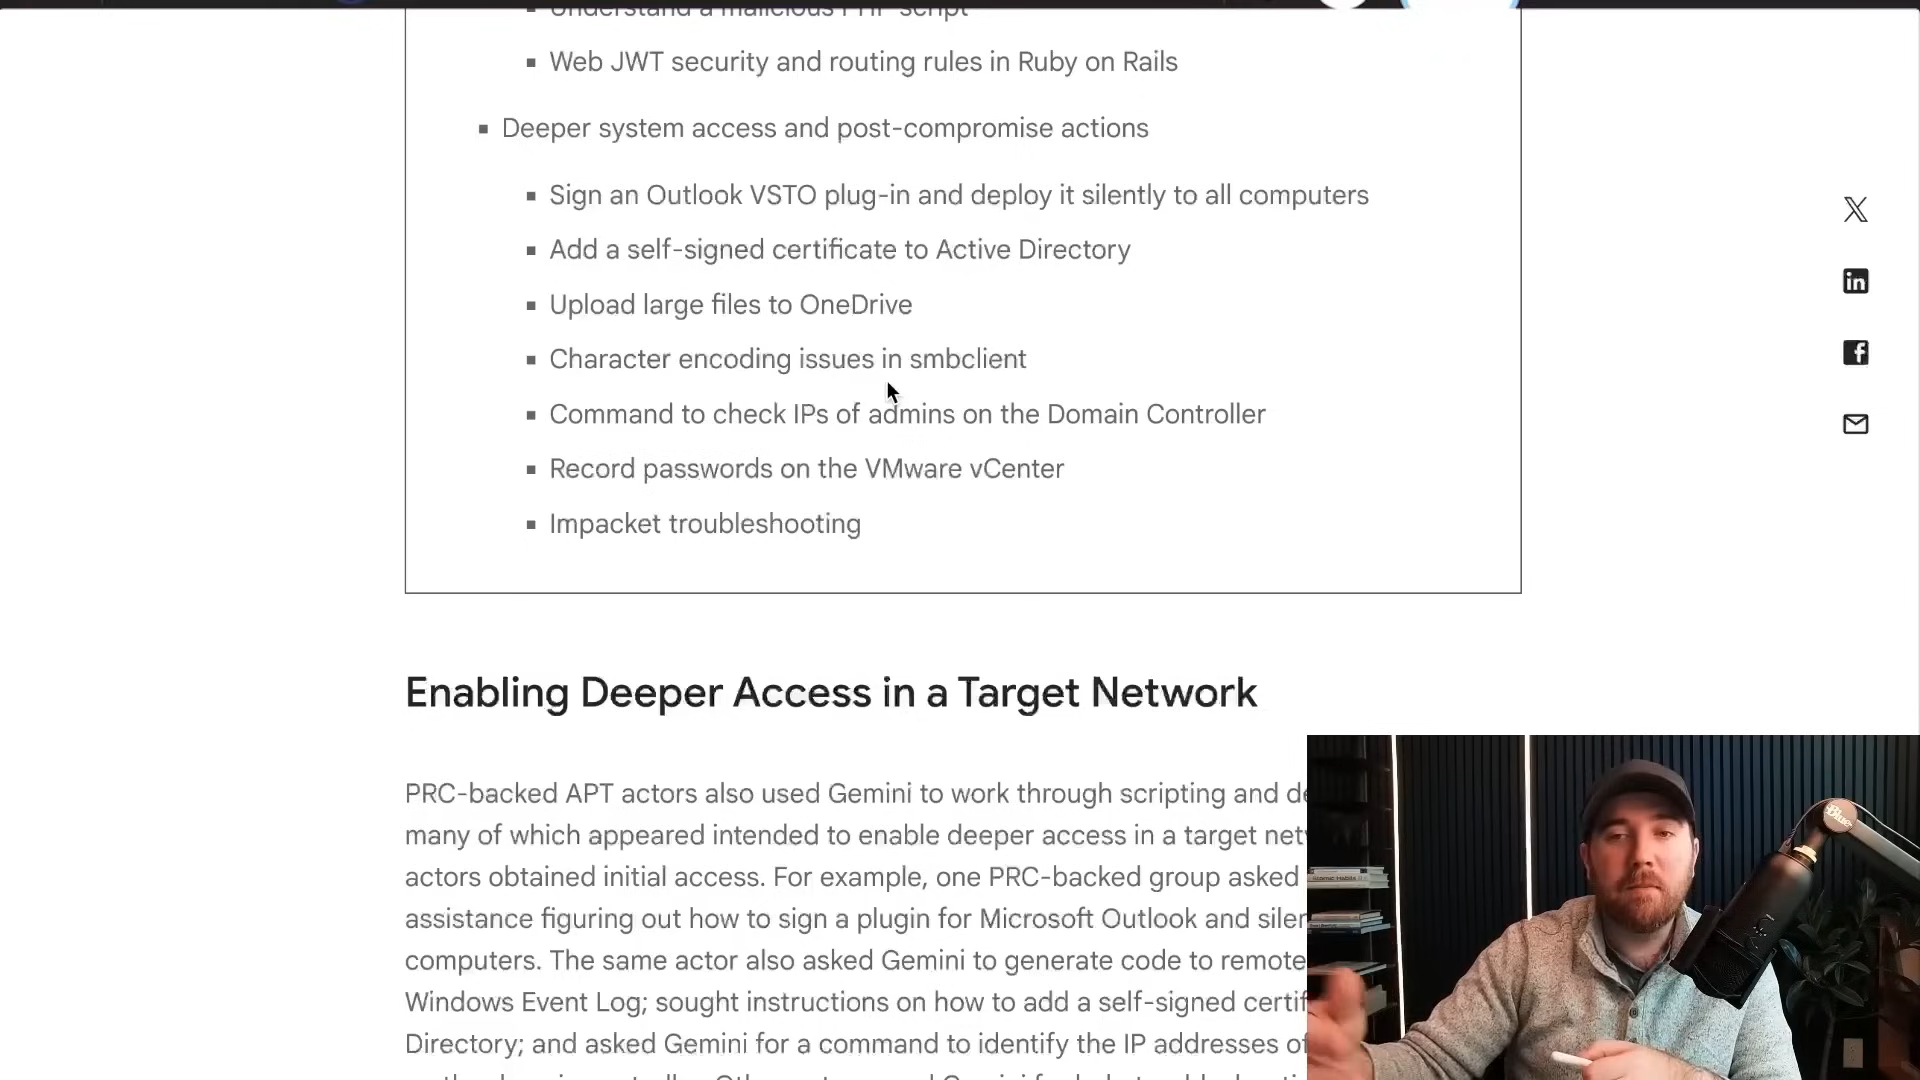 Understand a malicious PHP script
Web JWT security and routing rules in Ruby on Rails
Deeper system access and post-compromise actions
Sign an Outlook VSTO plug-in and deploy it silently to all computers
Add a self-signed certificate to Active Directory
Upload large files to OneDrive
Character encoding issues in smbclient
Command to check IPs of admins on the Domain Controller
Record passwords on the VMware vCenter
Impacket troubleshooting
Enabling Deeper Access in a Target Network
PRC-backed APT actors also used Gemini to work through scripting and de
many of which appeared intended to enable deeper access in a target net
actors obtained initial access. For example, one PRC-backed group asked
assistance figuring out how to sign a plugin for Microsoft Outlook and siler
computers. The same actor also asked Gemini to generate code to remote
Windows Event Log; sought instructions on how to add a self-signed certif
Directory; and asked Gemini for a command to identify the IP addresses of
Blue